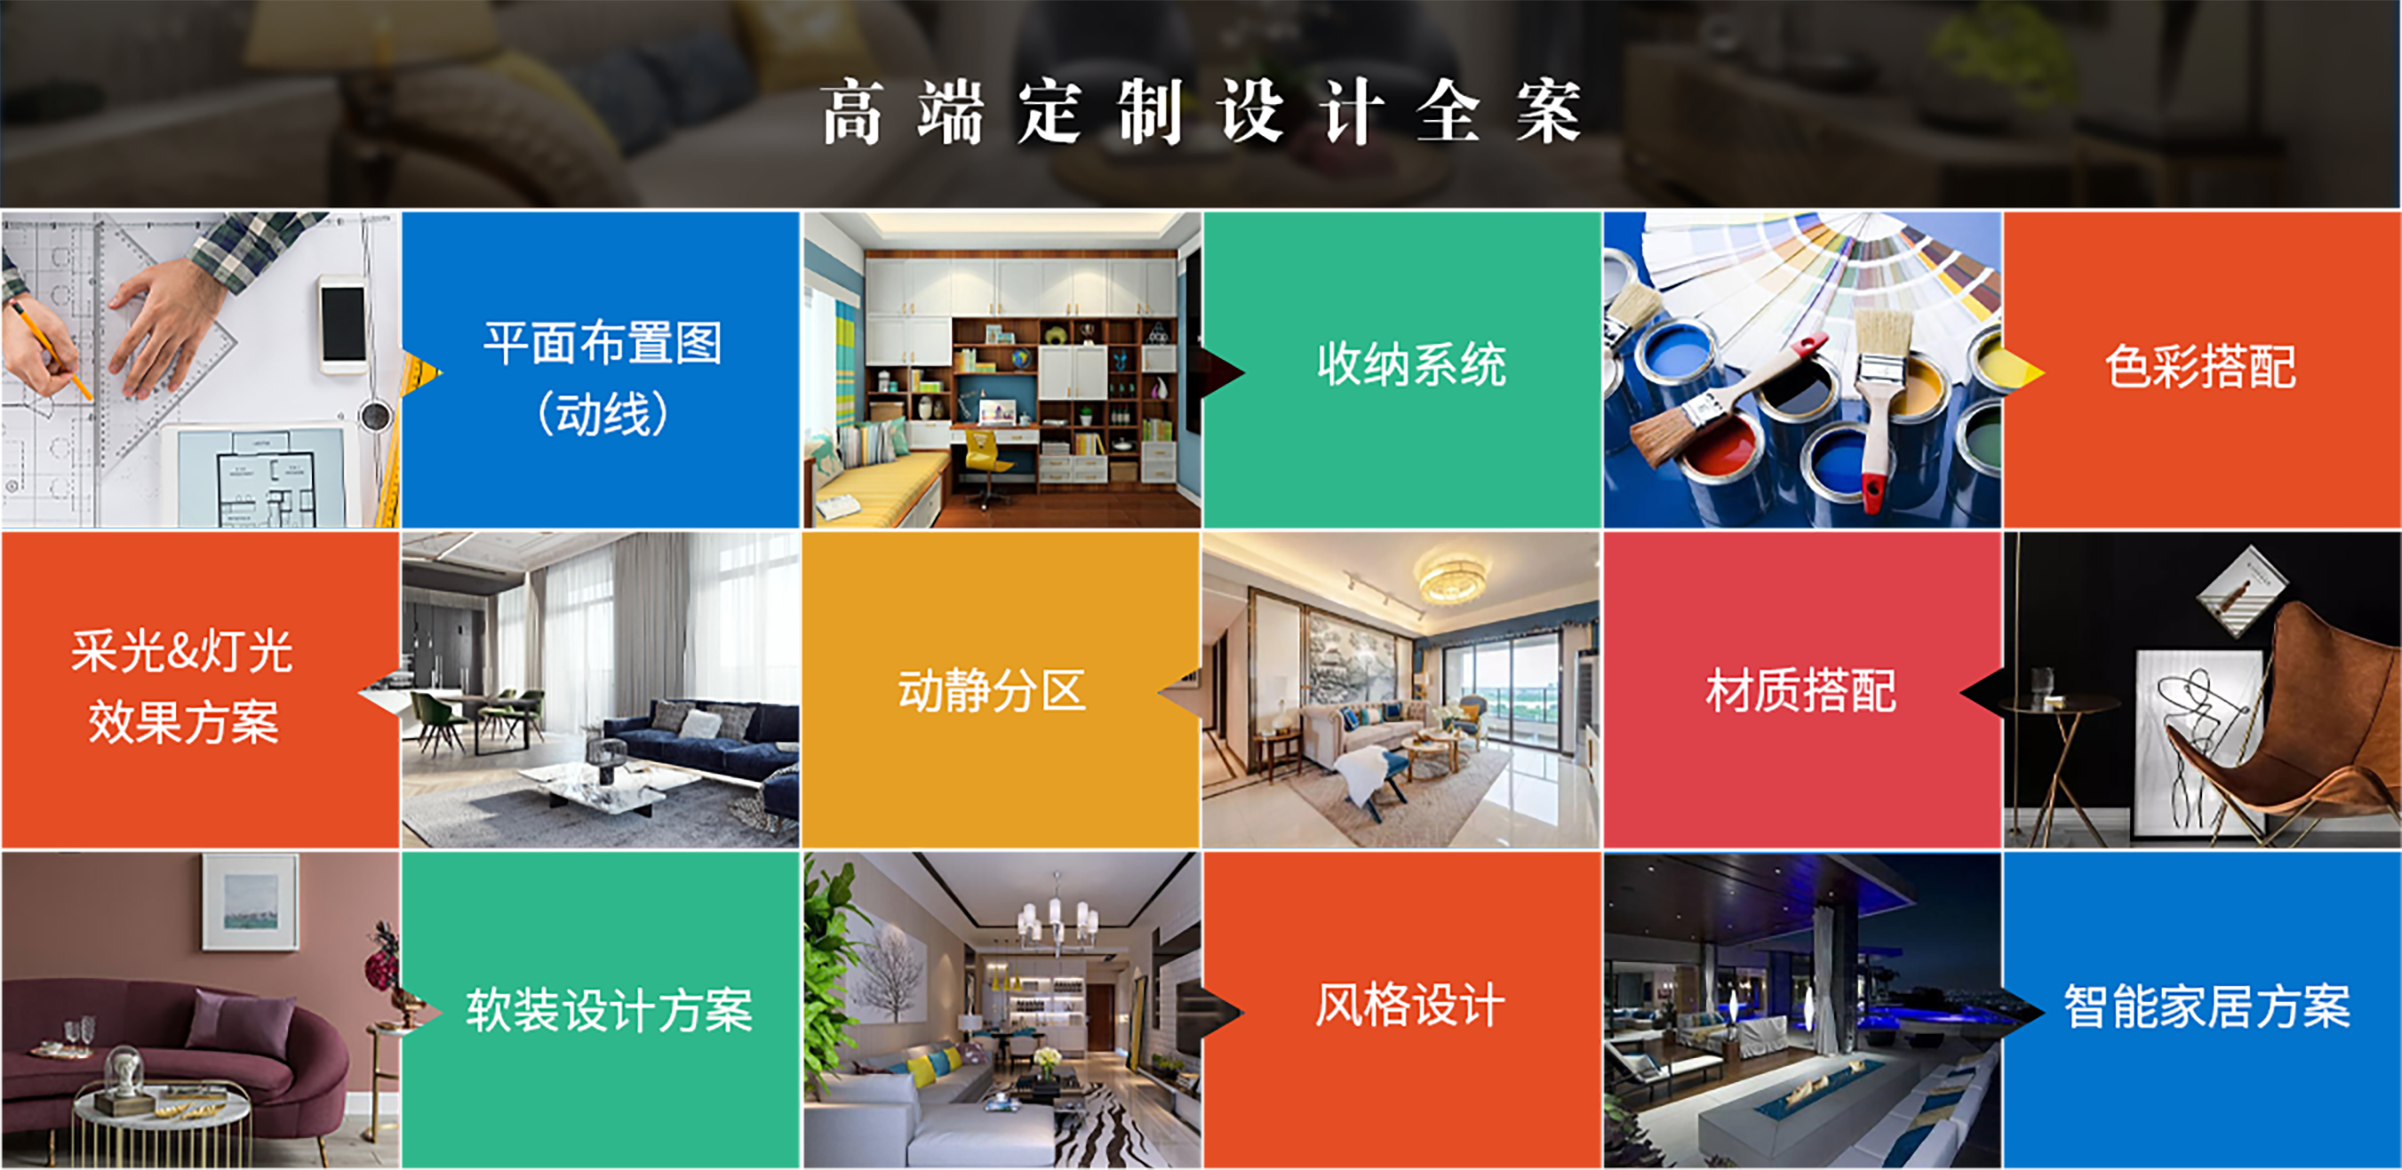 高端定制设计全案
平面布置图
（动线）
收纳系统
色彩搭配
采光&灯光
效果方案
动静分区
材质搭配
软装设计方案
风格设计
智能家居方案